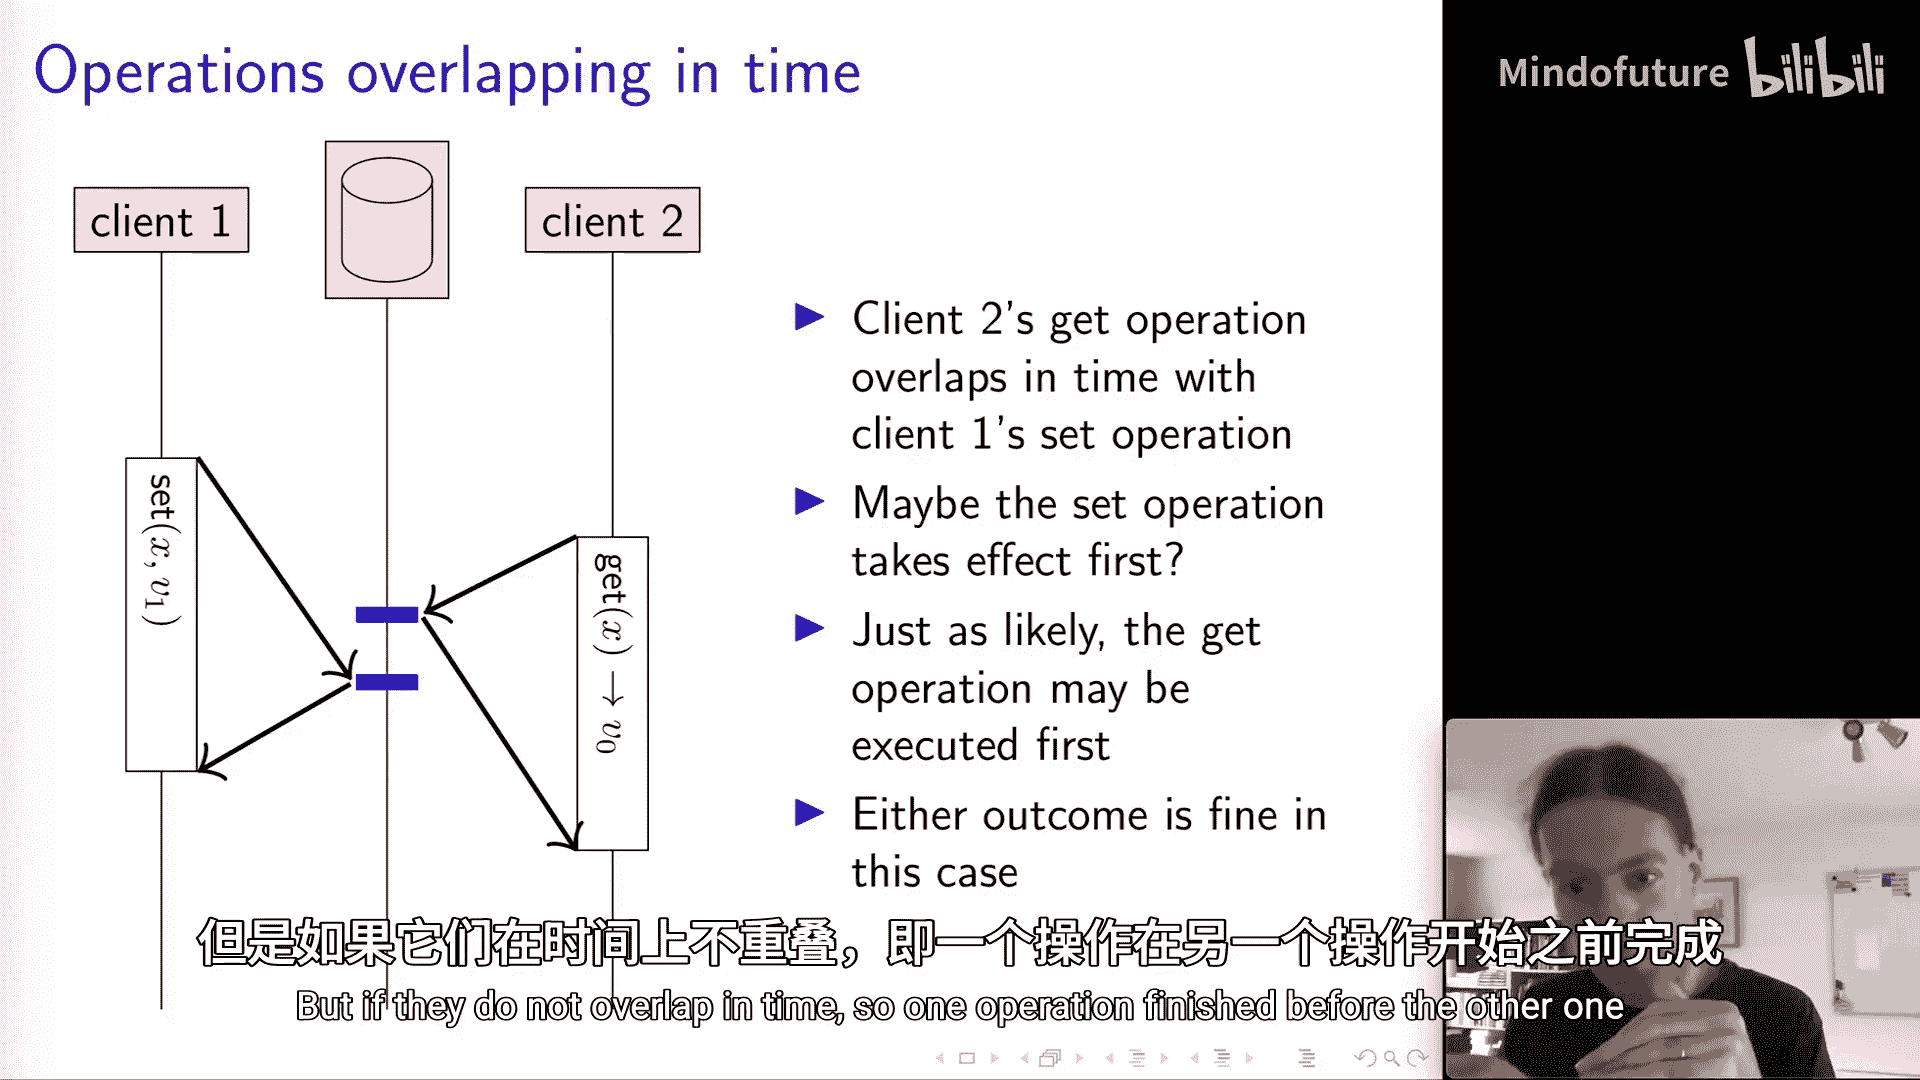 Operations overlapping in time
Mindofuture bilibili
client 1
client 2
set(x, v₁)
get(x) → v₀
▶ Client 2's get operation
overlaps in time with
client 1's set operation
▶ Maybe the set operation
takes effect first?
▶ Just as likely, the get
operation may be
executed first
▶ Either outcome is fine in
this case
但是如果它们在时间上不重叠，即一个操作在另一个操作开始之前完成
But if they do not overlap in time, so one operation finished before the other one